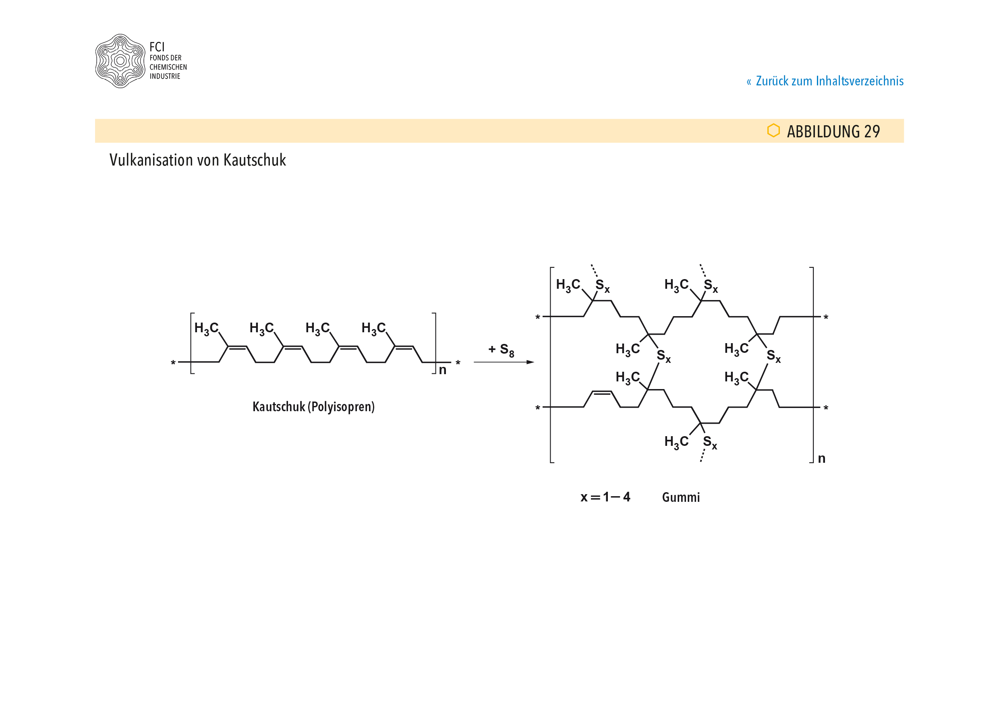 FCI
FONDS DER
CHEMISCHEN
INDUSTRIE
« Zurück zum Inhaltsverzeichnis
ABBILDUNG 29
Vulkanisation von Kautschuk
H₃C H₃C H₃C H₃C
* * n
+ S₈
Kautschuk (Polyisopren)
H₃C Sₓ H₃C Sₓ
* *
H₃C Sₓ H₃C Sₓ
H₃C H₃C
* *
H₃C Sₓ
n
x = 1 – 4 Gummi